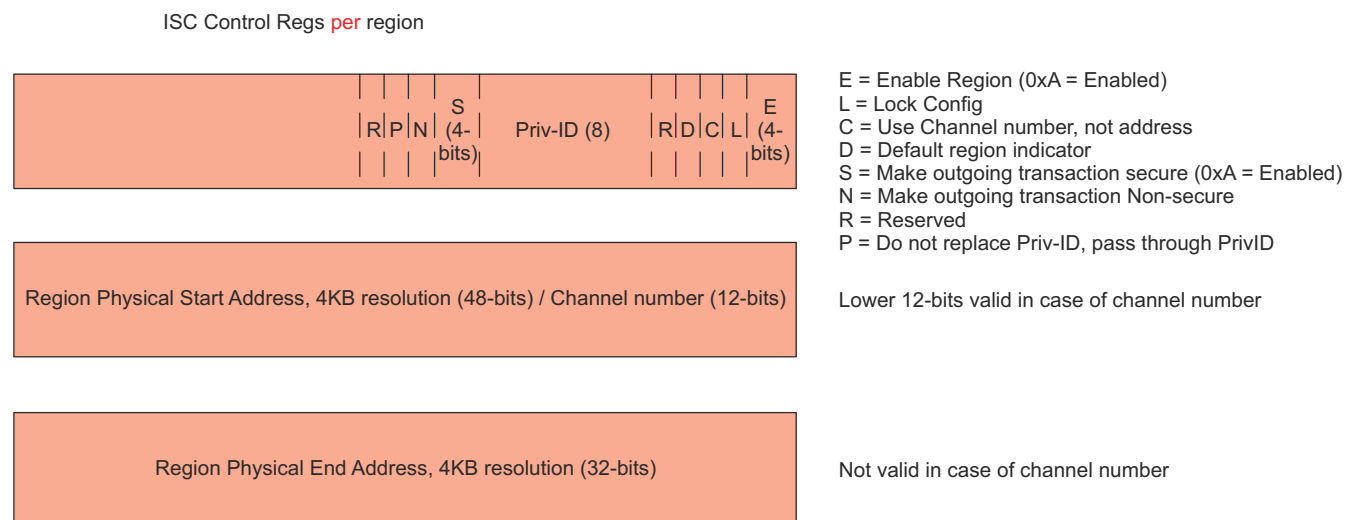 ISC Control Regs per region
R P N S (4-bits) Priv-ID (8) R D C L E (4-bits)
E = Enable Region (0xA = Enabled)
L = Lock Config
C = Use Channel number, not address
D = Default region indicator
S = Make outgoing transaction secure (0xA = Enabled)
N = Make outgoing transaction Non-secure
R = Reserved
P = Do not replace Priv-ID, pass through PrivID
Region Physical Start Address, 4KB resolution (48-bits) / Channel number (12-bits)
Lower 12-bits valid in case of channel number
Region Physical End Address, 4KB resolution (32-bits)
Not valid in case of channel number